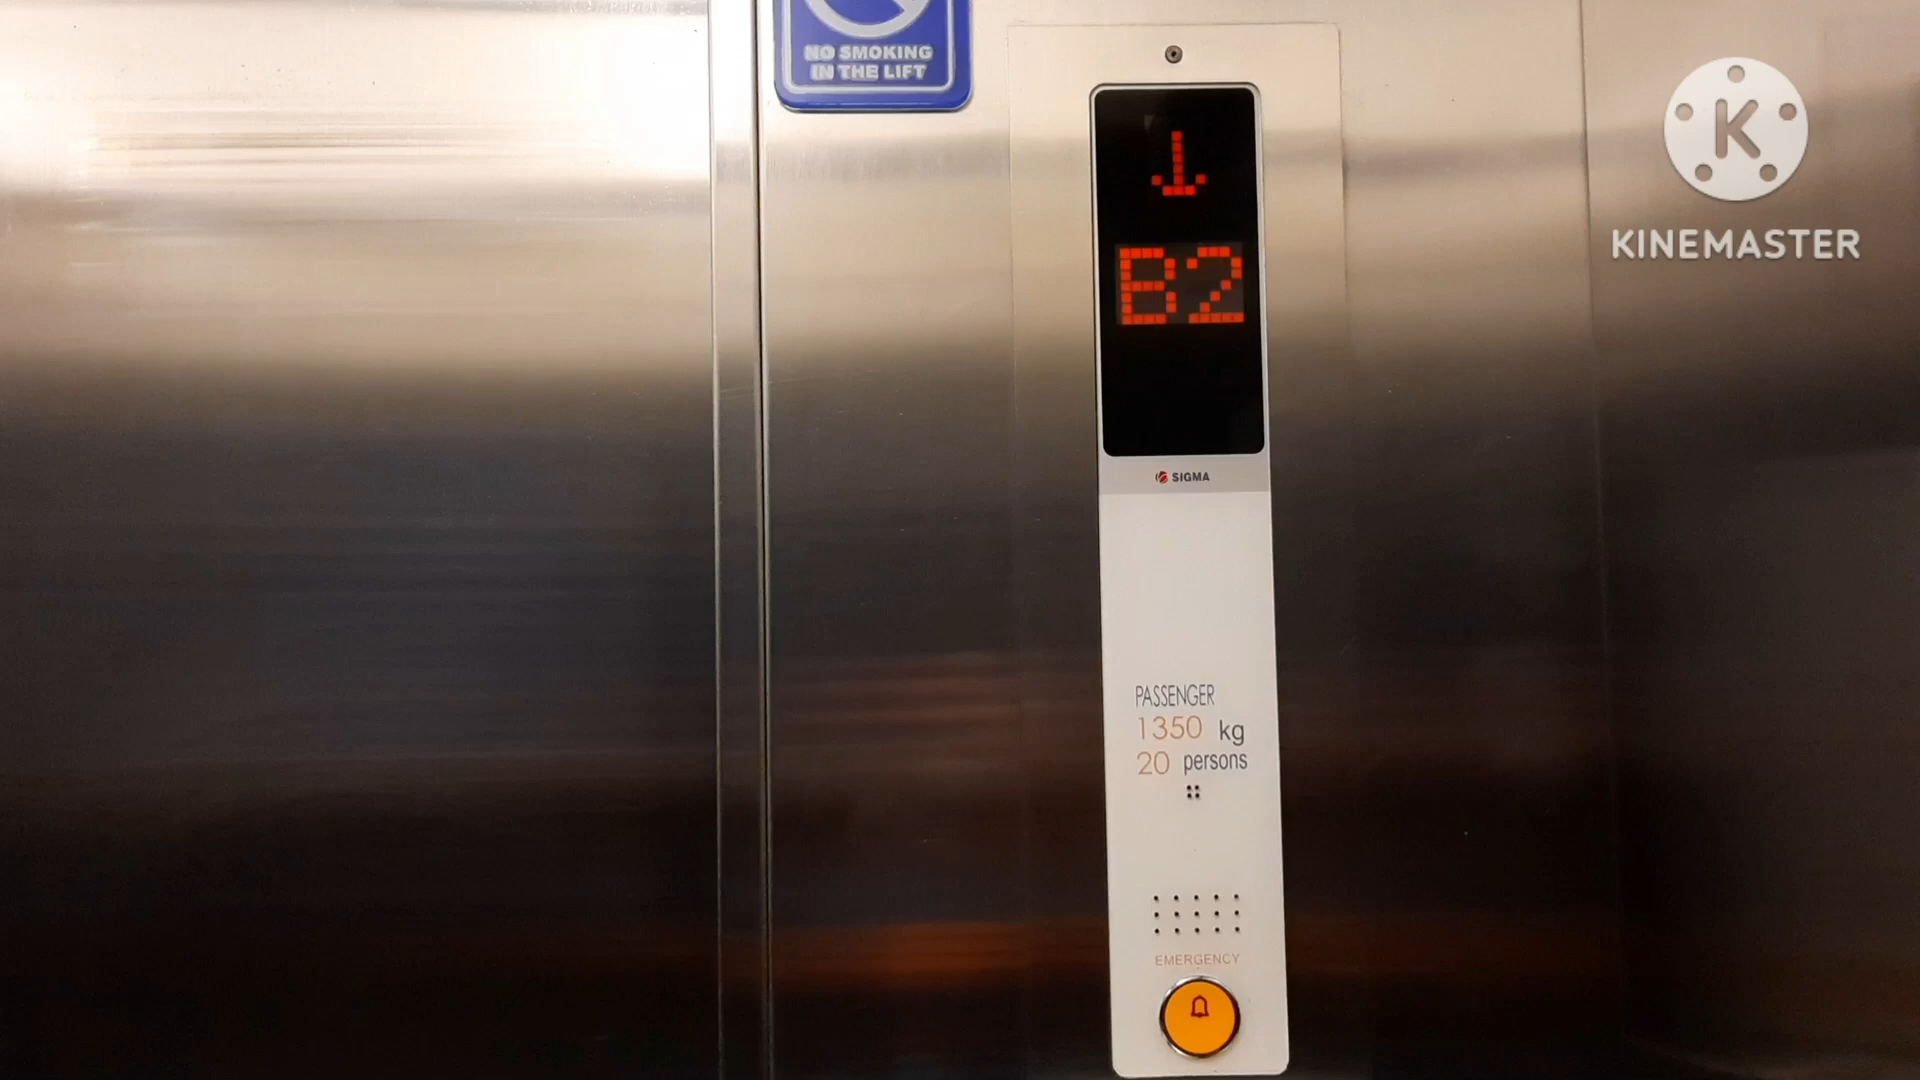 NO SMOKING
IN THE LIFT
K
KINEMASTER
B2
SIGMA
PASSENGER
1350 kg
20 persons
EMERGENCY